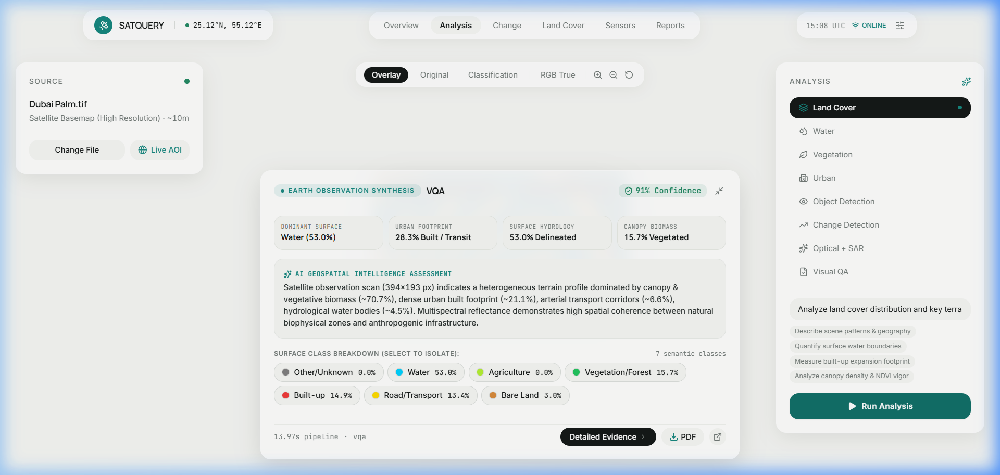 SATQUERY
25.12°N, 55.12°E
Overview
Analysis
Change
Land Cover
Sensors
Reports
15:08 UTC
ONLINE
SOURCE
Dubai Palm.tif
Satellite Basemap (High Resolution) · ~10m
Change File
Live AOI
Overlay
Original
Classification
RGB True
EARTH OBSERVATION SYNTHESIS
VQA
91% Confidence
DOMINANT SURFACE
Water (53.0%)
URBAN FOOTPRINT
28.3% Built / Transit
SURFACE HYDROLOGY
53.0% Delineated
CANOPY BIOMASS
15.7% Vegetated
AI GEOSPATIAL INTELLIGENCE ASSESSMENT
Satellite observation scan (394×193 px) indicates a heterogeneous terrain profile dominated by canopy &
vegetative biomass (~70.7%), dense urban built footprint (~21.1%), arterial transport corridors (~6.6%),
hydrological water bodies (~4.5%). Multispectral reflectance demonstrates high spatial coherence between natural
biophysical zones and anthropogenic infrastructure.
SURFACE CLASS BREAKDOWN (SELECT TO ISOLATE):
7 semantic classes
Other/Unknown 0.0%
Water 53.0%
Agriculture 0.0%
Vegetation/Forest 15.7%
Built-up 14.9%
Road/Transport 13.4%
Bare Land 3.0%
13.97s pipeline · vqa
Detailed Evidence
PDF
ANALYSIS
Land Cover
Water
Vegetation
Urban
Object Detection
Change Detection
Optical + SAR
Visual QA
Analyze land cover distribution and key terra
Describe scene patterns & geography
Quantify surface water boundaries
Measure built-up expansion footprint
Analyze canopy density & NDVI vigor
Run Analysis